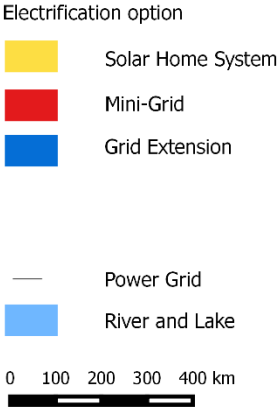 Electrification option
Solar Home System
Mini-Grid
Grid Extension
Power Grid
River and Lake
0 100 200 300 400 km